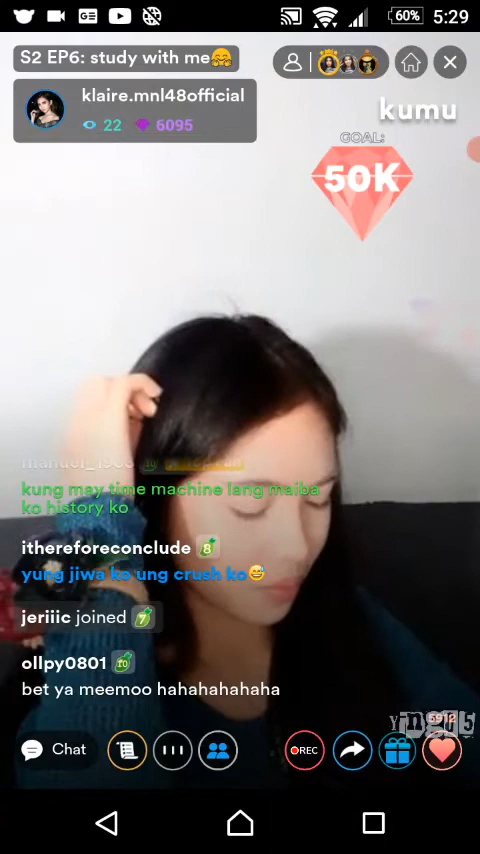 60%
5:29
S2 EP6: study with me🤗
klaire.mnl48official
22
6095
kumu
GOAL:
50K
kung may time machine lang maiba
ko history ko
ithereforeconclude 8
yung jiwa ko ung crush ko😅
jeriiic joined 7
ollpy0801 10
bet ya meemoo hahahahahaha
5912
Chat
REC